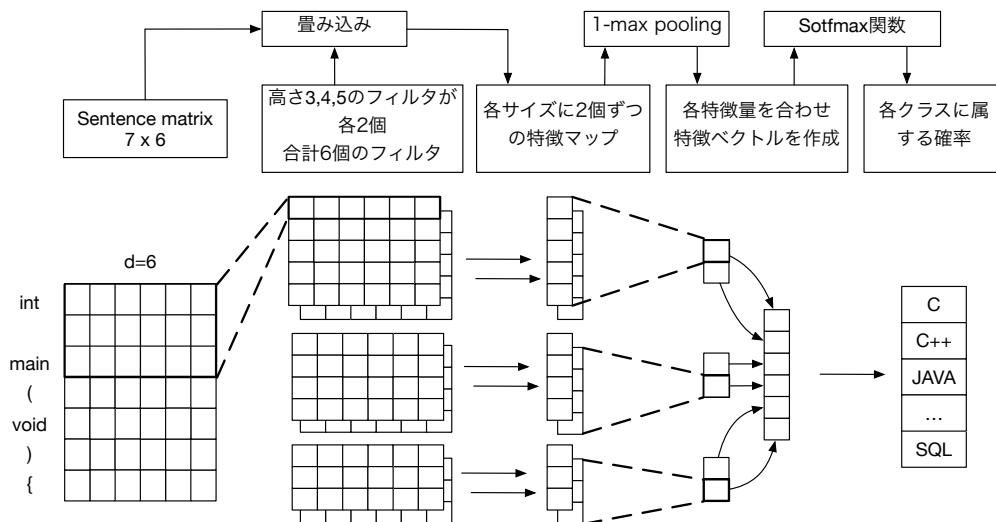 畳み込み
1-max pooling
Sotfmax関数
Sentence matrix
7 x 6
高さ3,4,5のフィルタが
各2個
合計6個のフィルタ
各サイズに2個ずつ
の特徴マップ
各特徴量を合わせ
特徴ベクトルを作成
各クラスに属
する確率
d=6
int
main
(
void
)
{
C
C++
JAVA
...
SQL